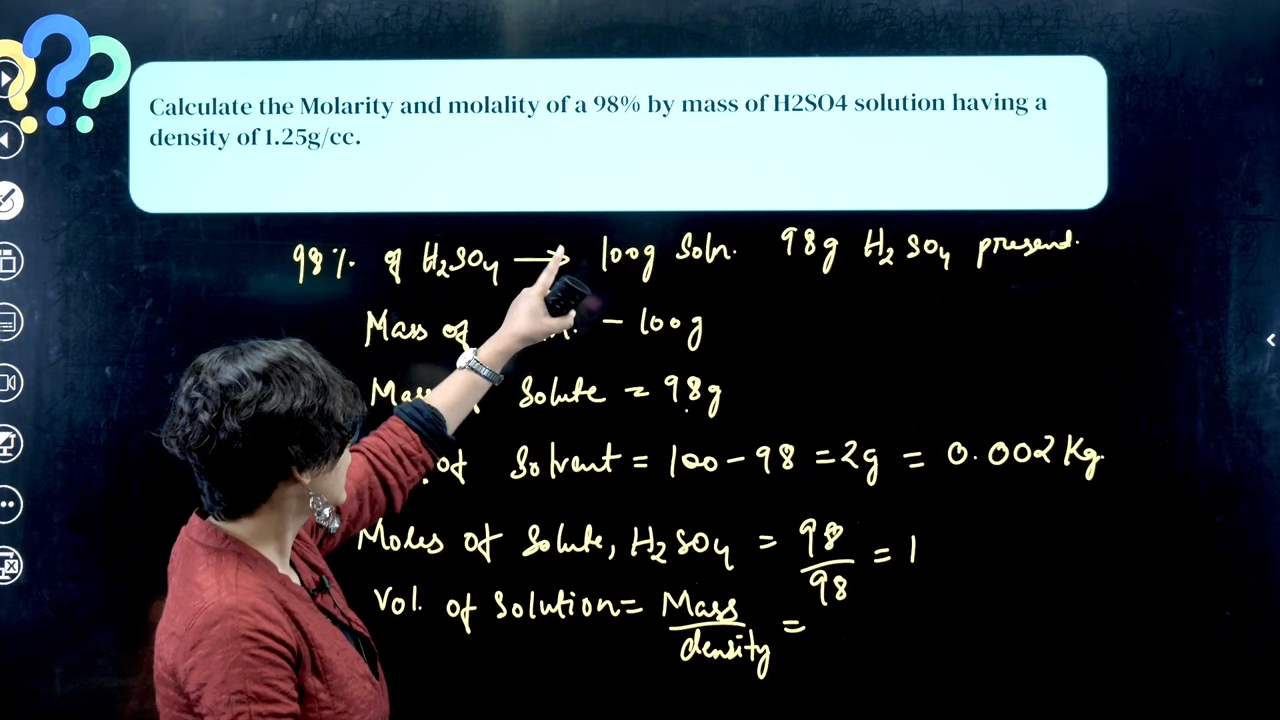 ???
Calculate the Molarity and molality of a 98% by mass of H2SO4 solution having a
density of 1.25g/cc.
98% of H₂SO₄ → 100g Soln. 98g H₂SO₄ present.
Mass of - 100g
Solute = 98g
of Solvent = 100 - 98 = 2g = 0.002 Kg.
Moles of Solute, H₂SO₄ = 98/98 = 1
Vol. of Solution = Mass/density =